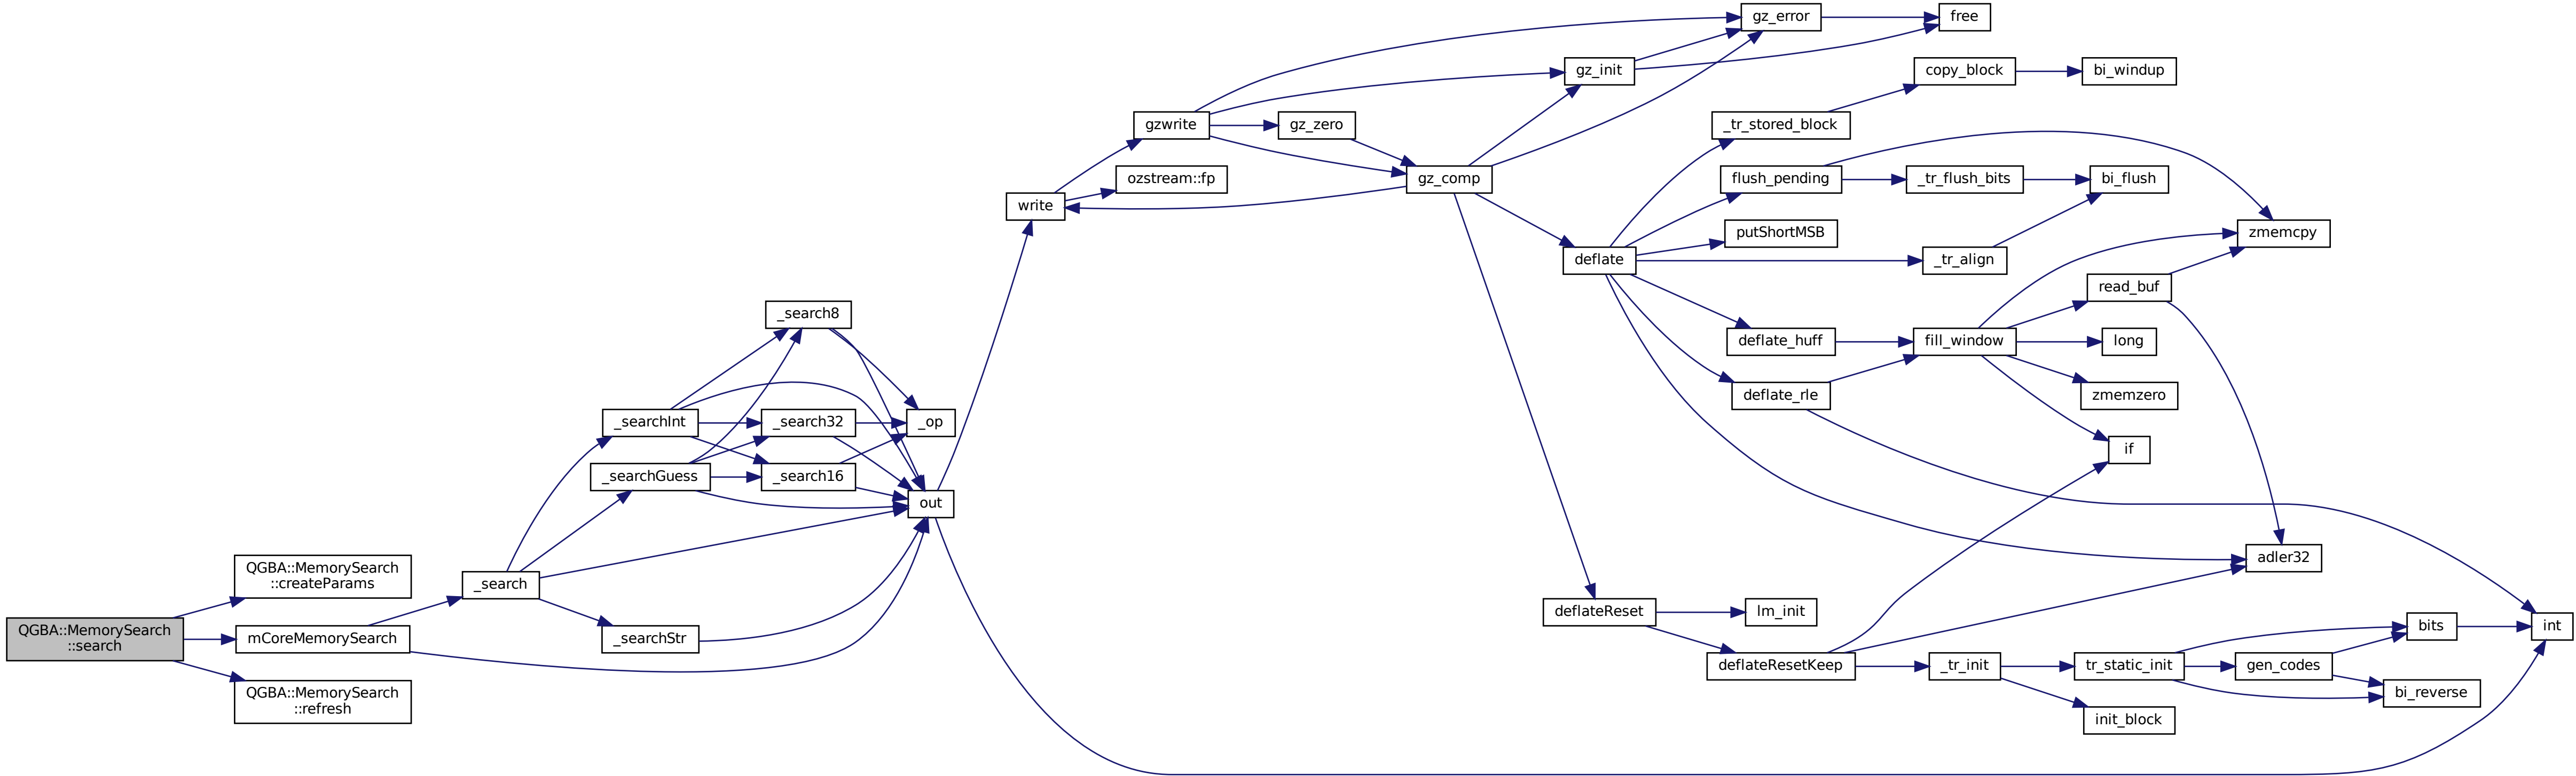 QGBA::MemorySearch
::search
QGBA::MemorySearch
::createParams
mCoreMemorySearch
QGBA::MemorySearch
::refresh
_search
_searchInt
_searchGuess
_searchStr
_search8
_search32
_search16
_op
out
write
gzwrite
ozstream::fp
gz_zero
gz_comp
gz_init
gz_error
free
deflate
deflateReset
_tr_stored_block
flush_pending
putShortMSB
deflate_huff
deflate_rle
lm_init
deflateResetKeep
copy_block
_tr_flush_bits
_tr_align
fill_window
_tr_init
bi_windup
bi_flush
read_buf
long
zmemzero
if
tr_static_init
init_block
zmemcpy
adler32
gen_codes
bits
bi_reverse
int